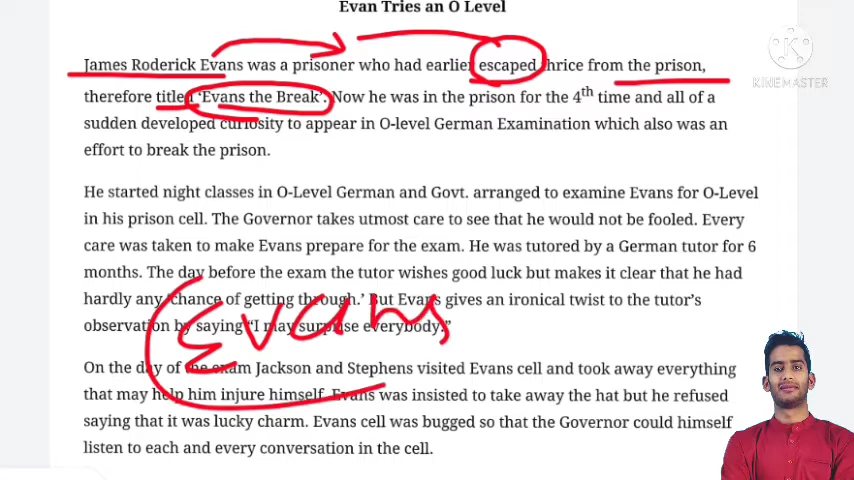 Evan Tries an O Level
James Roderick Evans was a prisoner who had earlier escaped thrice from the prison,
therefore titled 'Evans the Break'. Now he was in the prison for the 4th time and all of a
sudden developed curiosity to appear in O-level German Examination which also was an
effort to break the prison.
He started night classes in O-Level German and Govt. arranged to examine Evans for O-Level
in his prison cell. The Governor takes utmost care to see that he would not be fooled. Every
care was taken to make Evans prepare for the exam. He was tutored by a German tutor for 6
months. The day before the exam the tutor wishes good luck but makes it clear that he had
hardly any 'chance of getting through.' But Evans gives an ironical twist to the tutor's
observation by saying "I may surprise everybody."
Evans
On the day of the exam Jackson and Stephens visited Evans cell and took away everything
that may help him injure himself. Evans was insisted to take away the hat but he refused
saying that it was lucky charm. Evans cell was bugged so that the Governor could himself
listen to each and every conversation in the cell.
KINEMASTER